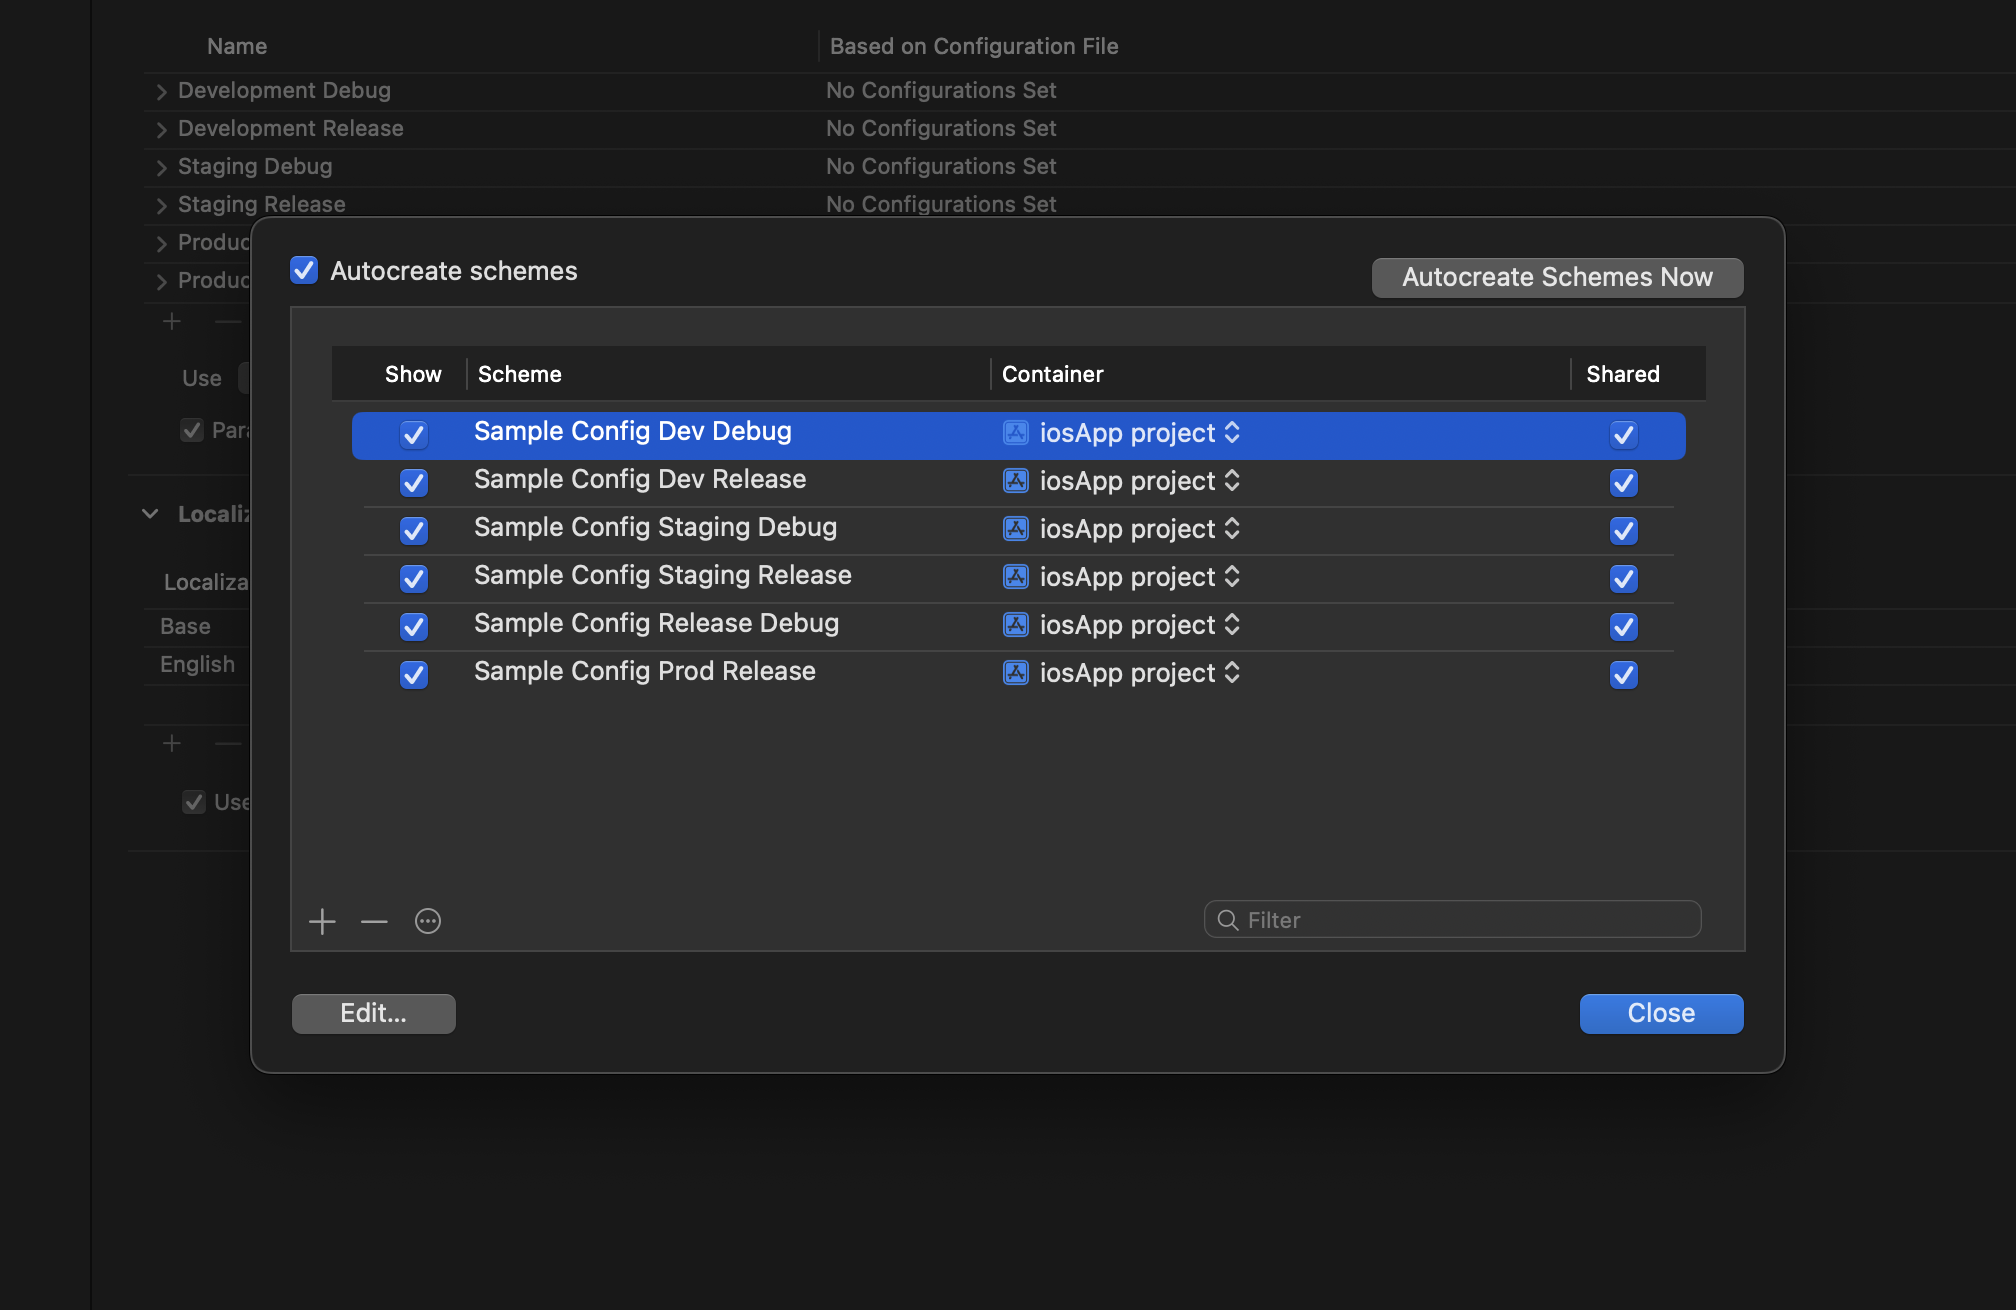 Name Based on Configuration File
Development Debug No Configurations Set
Development Release No Configurations Set
Staging Debug No Configurations Set
Staging Release No Configurations Set
Produc
Produc
Use
Para
Localiz
Localiza
Base
English
Use
Autocreate schemes Autocreate Schemes Now
Show Scheme Container Shared
Sample Config Dev Debug iosApp project
Sample Config Dev Release iosApp project
Sample Config Staging Debug iosApp project
Sample Config Staging Release iosApp project
Sample Config Release Debug iosApp project
Sample Config Prod Release iosApp project
Filter
Edit... Close